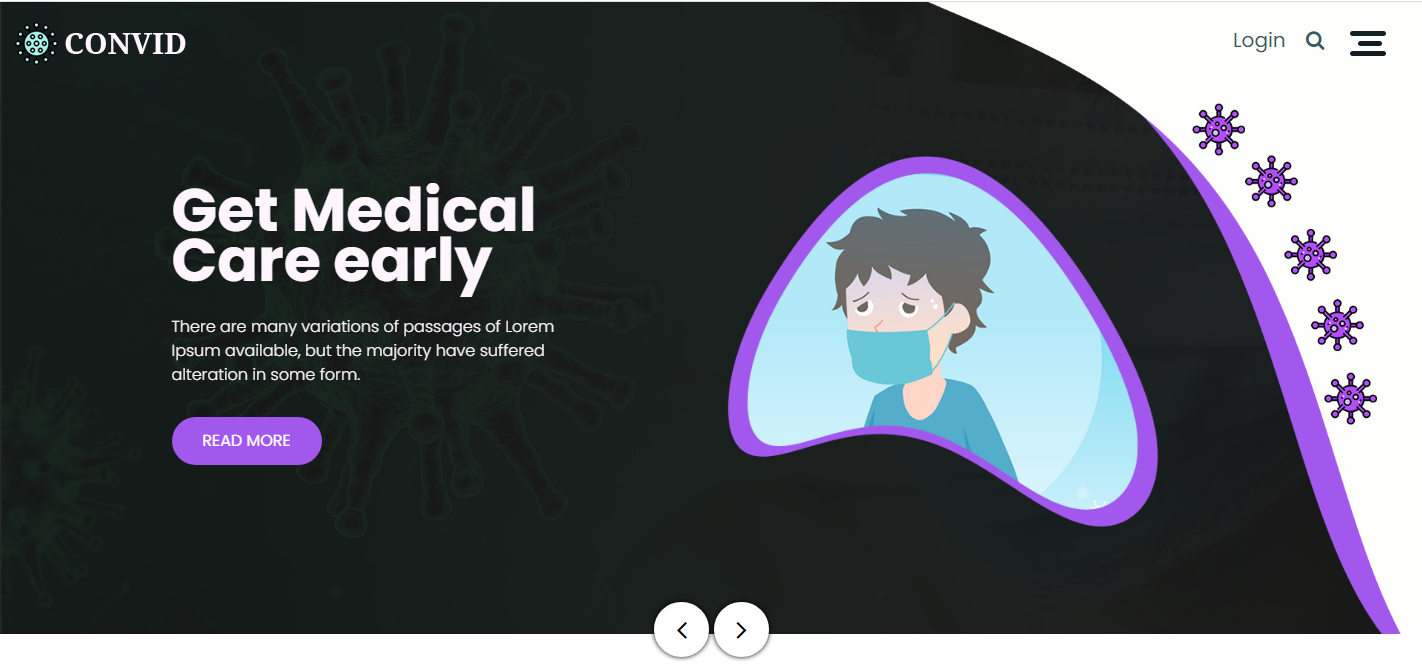 CONVID
Login
Get Medical
Care early
There are many variations of passages of Lorem
Ipsum available, but the majority have suffered
alteration in some form.
READ MORE